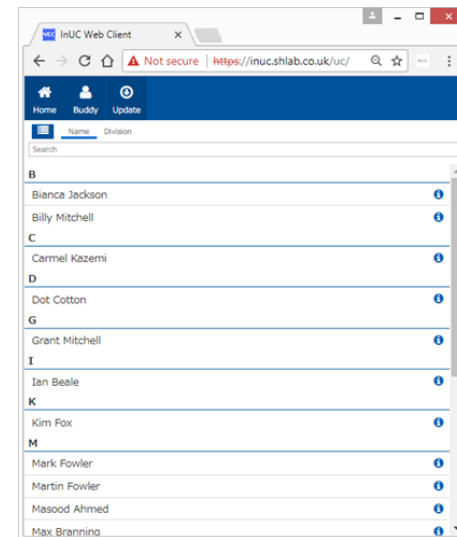 NEC InUC Web Client
Not secure | https://inuc.shlab.co.uk/uc/
Home Buddy Update
Name Division
Search
B
Bianca Jackson
Billy Mitchell
C
Carmel Kazemi
D
Dot Cotton
G
Grant Mitchell
I
Ian Beale
K
Kim Fox
M
Mark Fowler
Martin Fowler
Masood Ahmed
Max Branning